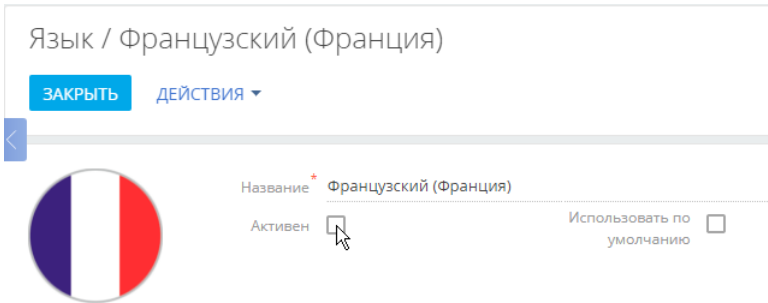 Язык / Французский (Франция)
ЗАКРЫТЬ ДЕЙСТВИЯ
Название* Французский (Франция)
Активен
Использовать по
умолчанию